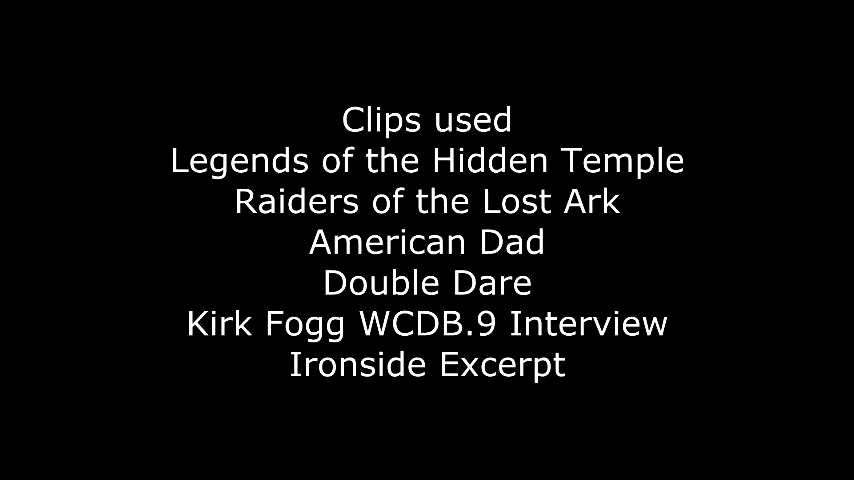 Clips used
Legends of the Hidden Temple
Raiders of the Lost Ark
American Dad
Double Dare
Kirk Fogg WCDB.9 Interview
Ironside Excerpt